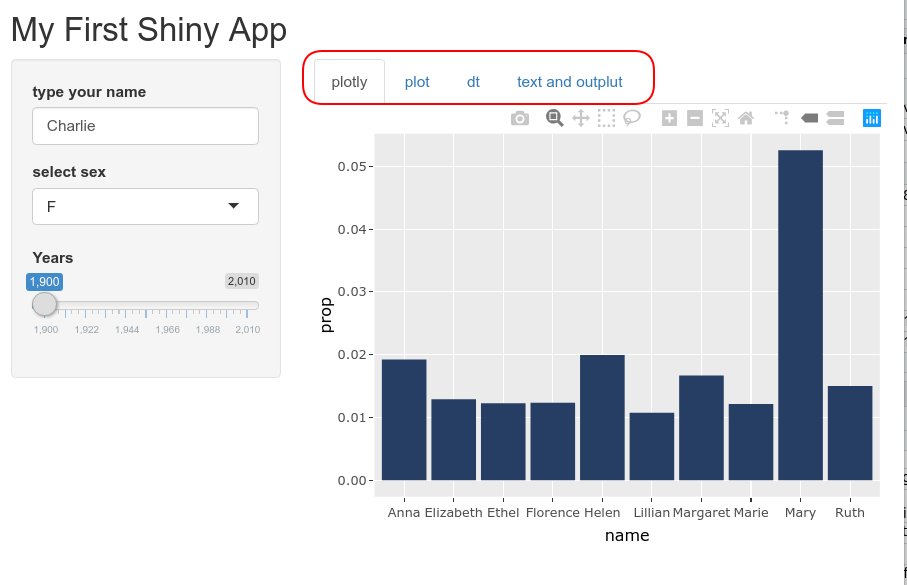 My First Shiny App
type your name
Charlie
select sex
F
Years
1,900 2,010
1,900 1,922 1,944 1,966 1,988 2,010
plotly plot dt text and outplut
prop
0.05
0.04
0.03
0.02
0.01
0.00
Anna Elizabeth Ethel Florence Helen Lillian Margaret Marie Mary Ruth
name